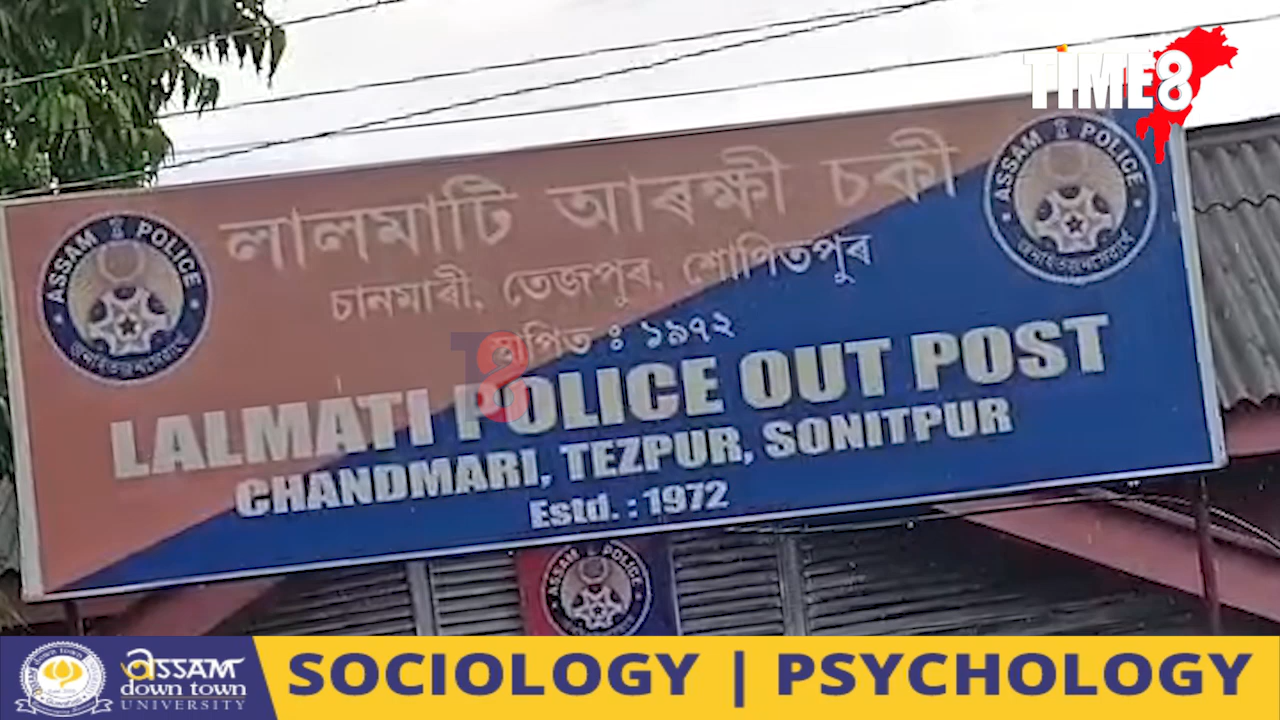 TIME8
লালমাটি আৰক্ষী চকী
চানমাৰী, তেজপুৰ, শোণিতপুৰ
স্থাপিত : ১৯৭২
LALMATI POLICE OUT POST
CHANDMARI, TEZPUR, SONITPUR
Estd. : 1972
ASSAM POLICE
ASSAM POLICE
ASSAM POLICE
ASSAM
down town
UNIVERSITY
SOCIOLOGY | PSYCHOLOGY